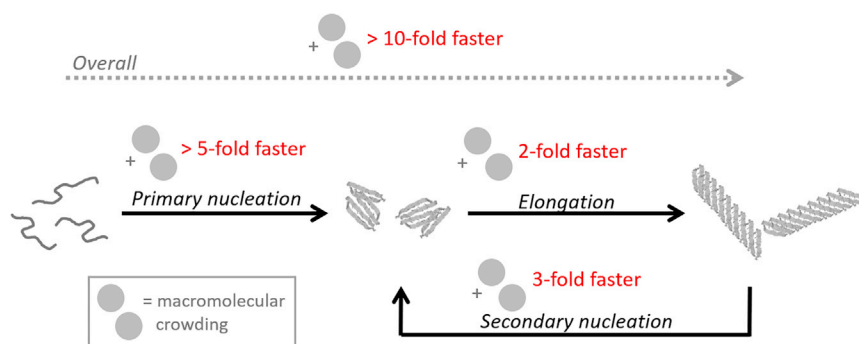 + > 10-fold faster
Overall
+ > 5-fold faster
+ 2-fold faster
Primary nucleation
Elongation
+ 3-fold faster
= macromolecular
crowding
Secondary nucleation